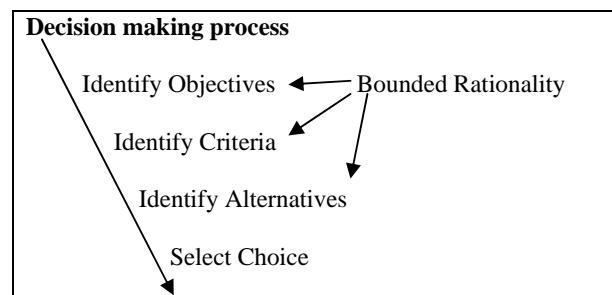 Decision making process
Identify Objectives Bounded Rationality
Identify Criteria
Identify Alternatives
Select Choice